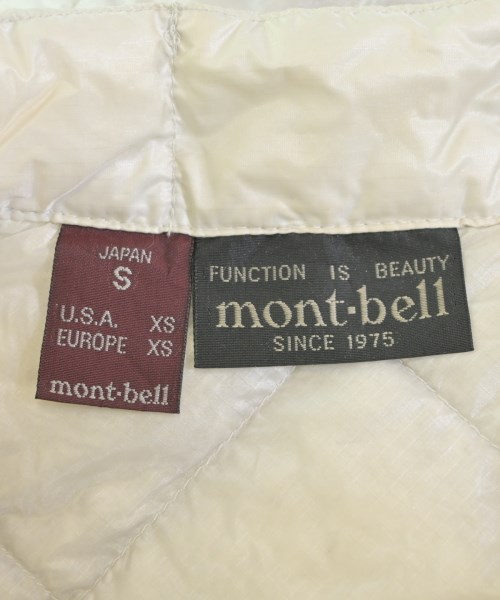 JAPAN
S
U.S.A. XS
EUROPE XS
mont-bell
FUNCTION IS BEAUTY
mont-bell
SINCE 1975